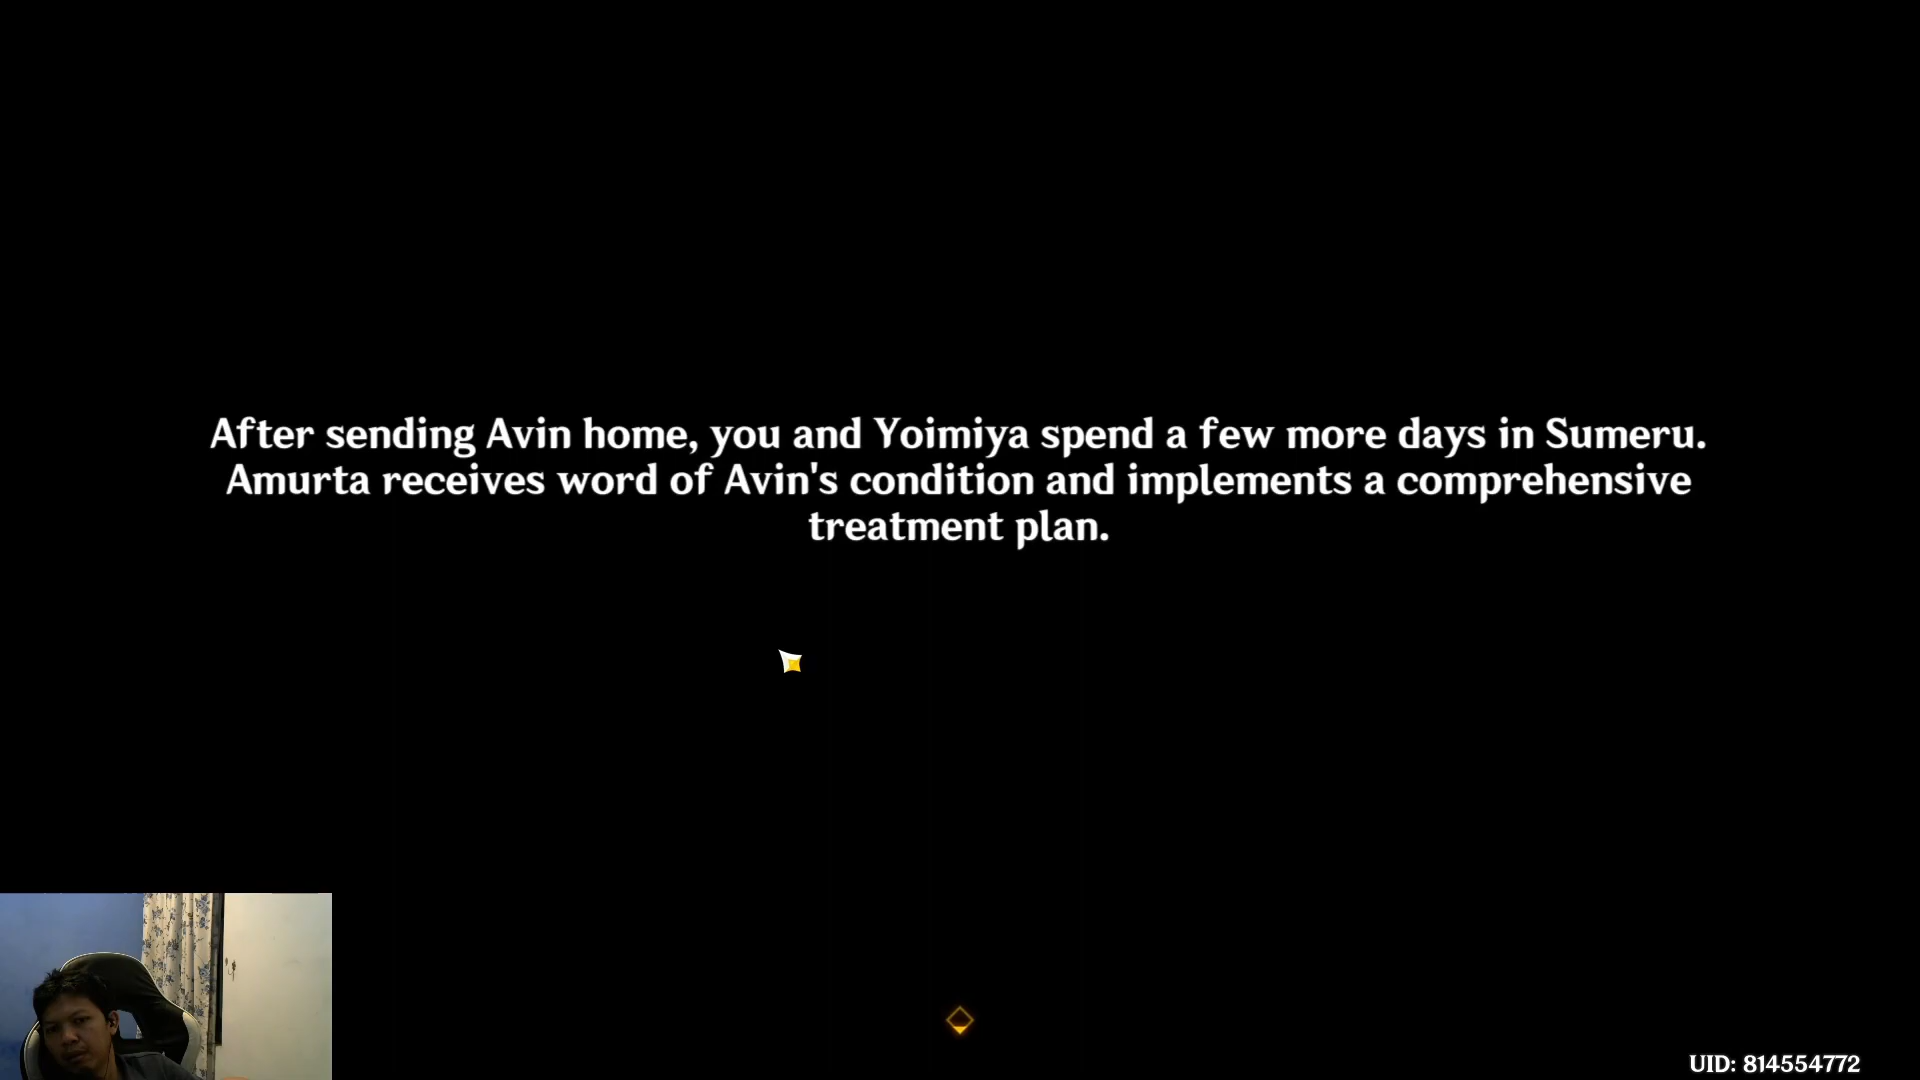 After sending Avin home, you and Yoimiya spend a few more days in Sumeru.
Amurta receives word of Avin's condition and implements a comprehensive
treatment plan.
UID: 814554772